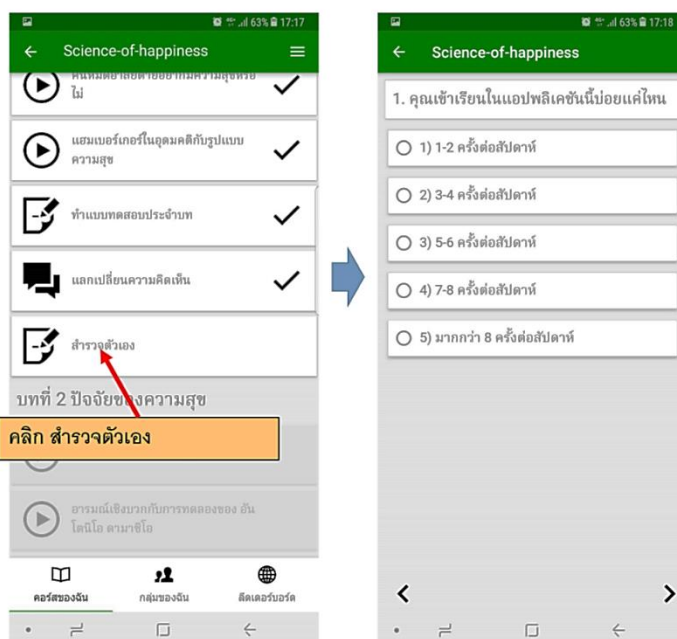 63% 17:17
Science-of-happiness
ไม่
แฮมเบอร์เกอร์ในอุดมคติกับรูปแบบ
ความสุข
ทำแบบทดสอบประจำบท
แลกเปลี่ยนความคิดเห็น
สำรวจตัวเอง
บทที่ 2 ปัจจัยของความสุข
คลิก สำรวจตัวเอง
อารมณ์เชิงบวกกับการทดลองของ อัน
โตนิโอ ดามาซิโอ
คอร์สของฉัน
กลุ่มของฉัน
ลีดเดอร์บอร์ด
63% 17:18
Science-of-happiness
1. คุณเข้าเรียนในแอปพลิเคชันนี้บ่อยแค่ไหน
1) 1-2 ครั้งต่อสัปดาห์
2) 3-4 ครั้งต่อสัปดาห์
3) 5-6 ครั้งต่อสัปดาห์
4) 7-8 ครั้งต่อสัปดาห์
5) มากกว่า 8 ครั้งต่อสัปดาห์